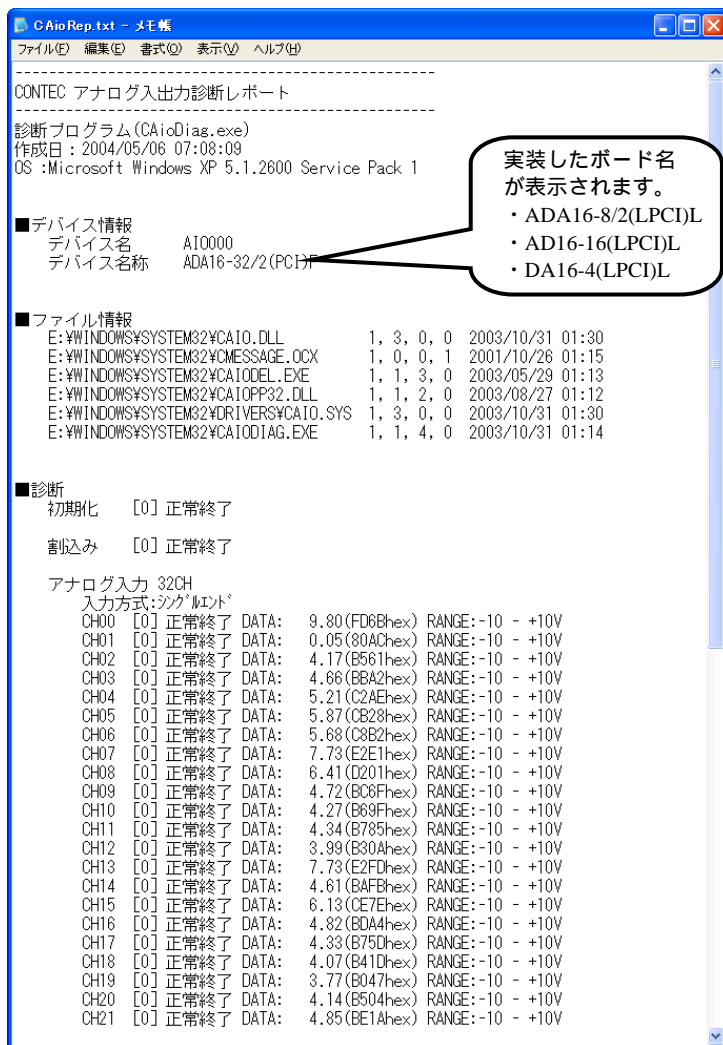 CAioRep.txt - メモ帳
ファイル(F) 編集(E) 書式(O) 表示(V) ヘルプ(H)
--------------------------------------------------
CONTEC アナログ入出力診断レポート
--------------------------------------------------
診断プログラム(CAioDiag.exe)
作成日：2004/05/06 07:08:09
OS :Microsoft Windows XP 5.1.2600 Service Pack 1
実装したボード名
が表示されます。
・ADA16-8/2(LPCI)L
・AD16-16(LPCI)L
・DA16-4(LPCI)L
■デバイス情報
デバイス名 AIO000
デバイス名称 ADA16-32/2(PCI)F
■ファイル情報
E:¥WINDOWS¥SYSTEM32¥CAIO.DLL 1, 3, 0, 0 2003/10/31 01:30
E:¥WINDOWS¥SYSTEM32¥CMESSAGE.OCX 1, 0, 0, 1 2001/10/26 01:15
E:¥WINDOWS¥SYSTEM32¥CAIODEL.EXE 1, 1, 3, 0 2003/05/29 01:13
E:¥WINDOWS¥SYSTEM32¥CAIOPP32.DLL 1, 1, 2, 0 2003/08/27 01:12
E:¥WINDOWS¥SYSTEM32¥DRIVERS¥CAIO.SYS 1, 3, 0, 0 2003/10/31 01:30
E:¥WINDOWS¥SYSTEM32¥CAIODIAG.EXE 1, 1, 4, 0 2003/10/31 01:14
■診断
初期化 [0] 正常終了
割込み [0] 正常終了
アナログ入力 32CH
入力方式:ｼﾝｸﾞﾙｴﾝﾄﾞ
CH00 [0] 正常終了 DATA: 9.80(FD6Bhex) RANGE:-10 - +10V
CH01 [0] 正常終了 DATA: 0.05(80AChex) RANGE:-10 - +10V
CH02 [0] 正常終了 DATA: 4.17(B561hex) RANGE:-10 - +10V
CH03 [0] 正常終了 DATA: 4.66(BBA2hex) RANGE:-10 - +10V
CH04 [0] 正常終了 DATA: 5.21(C2AEhex) RANGE:-10 - +10V
CH05 [0] 正常終了 DATA: 5.87(CB28hex) RANGE:-10 - +10V
CH06 [0] 正常終了 DATA: 5.68(C8B2hex) RANGE:-10 - +10V
CH07 [0] 正常終了 DATA: 7.73(E2E1hex) RANGE:-10 - +10V
CH08 [0] 正常終了 DATA: 6.41(D201hex) RANGE:-10 - +10V
CH09 [0] 正常終了 DATA: 4.72(BC6Fhex) RANGE:-10 - +10V
CH10 [0] 正常終了 DATA: 4.27(B69Fhex) RANGE:-10 - +10V
CH11 [0] 正常終了 DATA: 4.34(B785hex) RANGE:-10 - +10V
CH12 [0] 正常終了 DATA: 3.99(B30Ahex) RANGE:-10 - +10V
CH13 [0] 正常終了 DATA: 7.73(E2FDhex) RANGE:-10 - +10V
CH14 [0] 正常終了 DATA: 4.61(BAFBhex) RANGE:-10 - +10V
CH15 [0] 正常終了 DATA: 6.13(CE7Ehex) RANGE:-10 - +10V
CH16 [0] 正常終了 DATA: 4.82(BDA4hex) RANGE:-10 - +10V
CH17 [0] 正常終了 DATA: 4.33(B75Dhex) RANGE:-10 - +10V
CH18 [0] 正常終了 DATA: 4.07(B41Dhex) RANGE:-10 - +10V
CH19 [0] 正常終了 DATA: 3.77(B047hex) RANGE:-10 - +10V
CH20 [0] 正常終了 DATA: 4.14(B504hex) RANGE:-10 - +10V
CH21 [0] 正常終了 DATA: 4.85(BE1Ahex) RANGE:-10 - +10V